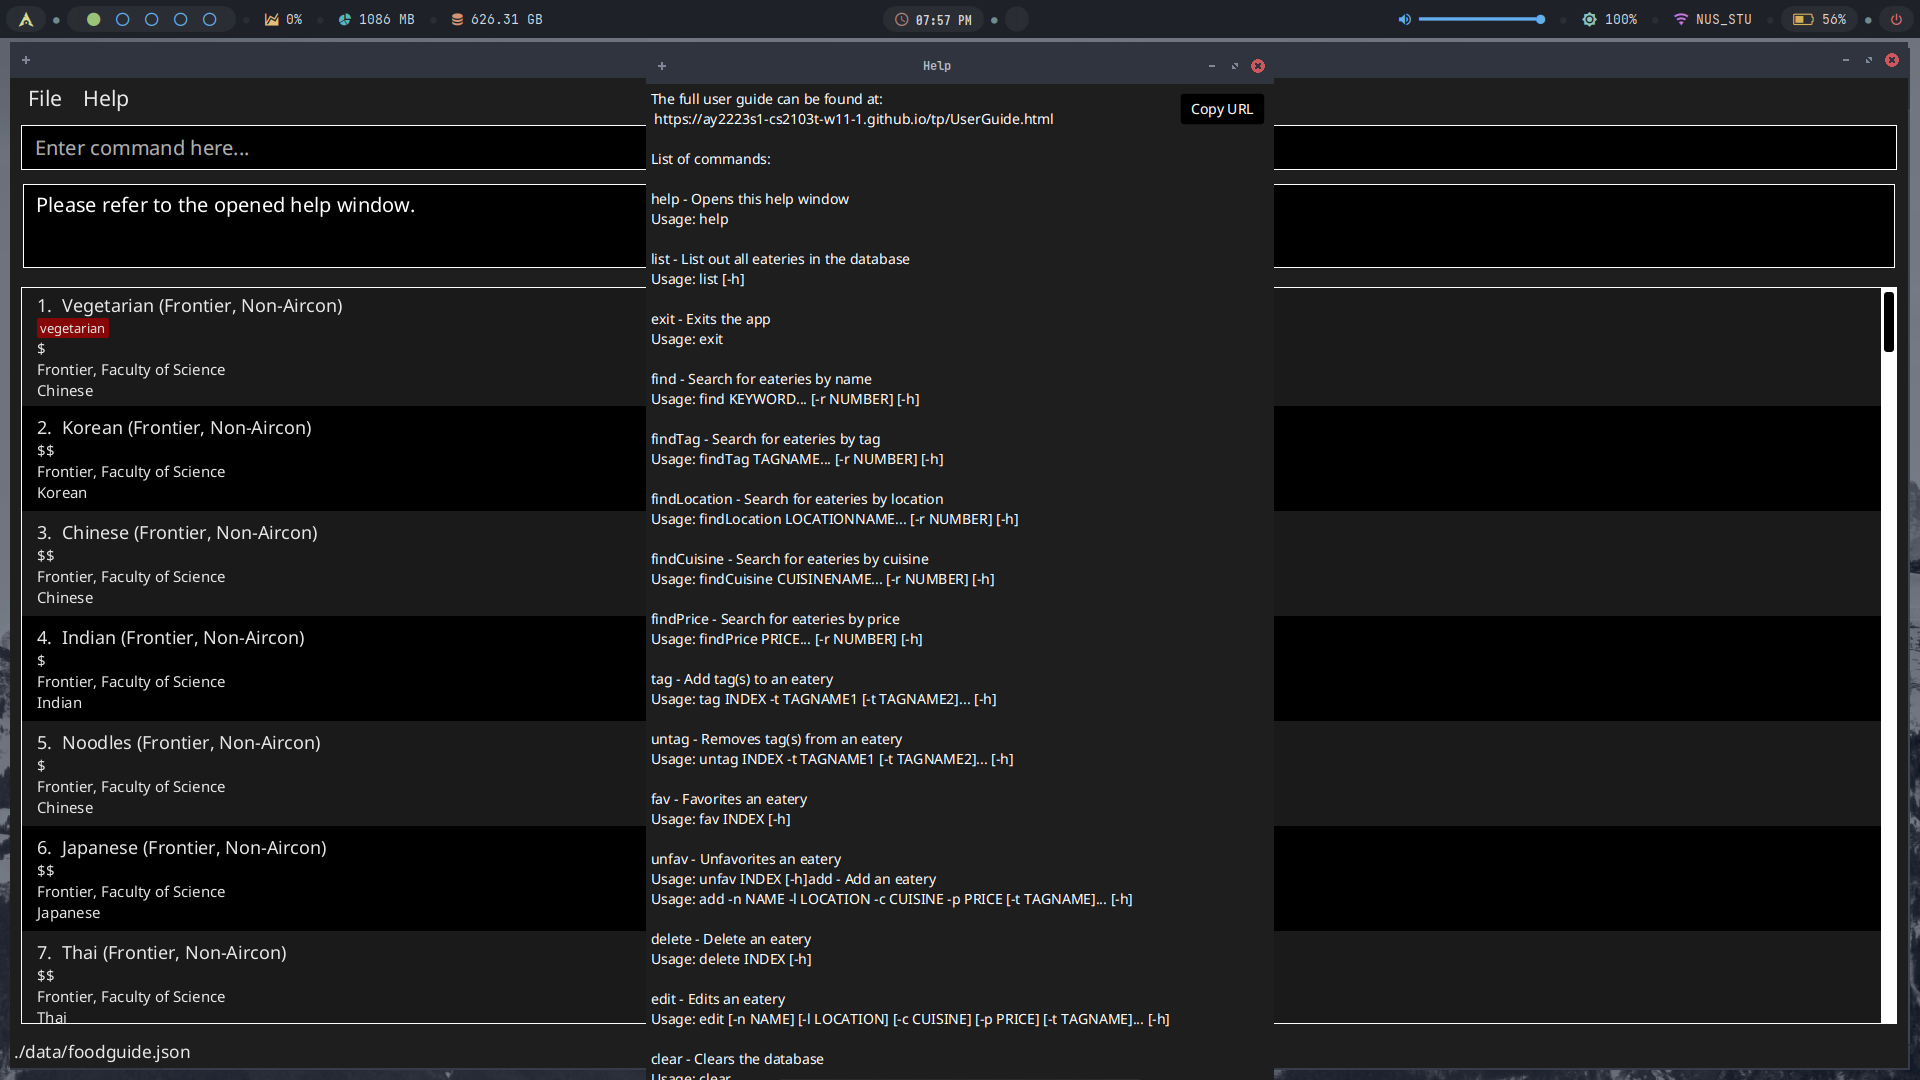 0%
1086 MB
626.31 GB
07:57 PM
100%
NUS_STU
56%
File Help
Enter command here...
Please refer to the opened help window.
1. Vegetarian (Frontier, Non-Aircon)
vegetarian
$
Frontier, Faculty of Science
Chinese
2. Korean (Frontier, Non-Aircon)
$$
Frontier, Faculty of Science
Korean
3. Chinese (Frontier, Non-Aircon)
$$
Frontier, Faculty of Science
Chinese
4. Indian (Frontier, Non-Aircon)
$
Frontier, Faculty of Science
Indian
5. Noodles (Frontier, Non-Aircon)
$
Frontier, Faculty of Science
Chinese
6. Japanese (Frontier, Non-Aircon)
$$
Frontier, Faculty of Science
Japanese
7. Thai (Frontier, Non-Aircon)
$$
Frontier, Faculty of Science
Thai
./data/foodguide.json
Help
The full user guide can be found at:
https://ay2223s1-cs2103t-w11-1.github.io/tp/UserGuide.html
Copy URL
List of commands:
help - Opens this help window
Usage: help
list - List out all eateries in the database
Usage: list [-h]
exit - Exits the app
Usage: exit
find - Search for eateries by name
Usage: find KEYWORD... [-r NUMBER] [-h]
findTag - Search for eateries by tag
Usage: findTag TAGNAME... [-r NUMBER] [-h]
findLocation - Search for eateries by location
Usage: findLocation LOCATIONNAME... [-r NUMBER] [-h]
findCuisine - Search for eateries by cuisine
Usage: findCuisine CUISINENAME... [-r NUMBER] [-h]
findPrice - Search for eateries by price
Usage: findPrice PRICE... [-r NUMBER] [-h]
tag - Add tag(s) to an eatery
Usage: tag INDEX -t TAGNAME1 [-t TAGNAME2]... [-h]
untag - Removes tag(s) from an eatery
Usage: untag INDEX -t TAGNAME1 [-t TAGNAME2]... [-h]
fav - Favorites an eatery
Usage: fav INDEX [-h]
unfav - Unfavorites an eatery
Usage: unfav INDEX [-h]add - Add an eatery
Usage: add -n NAME -l LOCATION -c CUISINE -p PRICE [-t TAGNAME]... [-h]
delete - Delete an eatery
Usage: delete INDEX [-h]
edit - Edits an eatery
Usage: edit [-n NAME] [-l LOCATION] [-c CUISINE] [-p PRICE] [-t TAGNAME]... [-h]
clear - Clears the database
Usage: clear